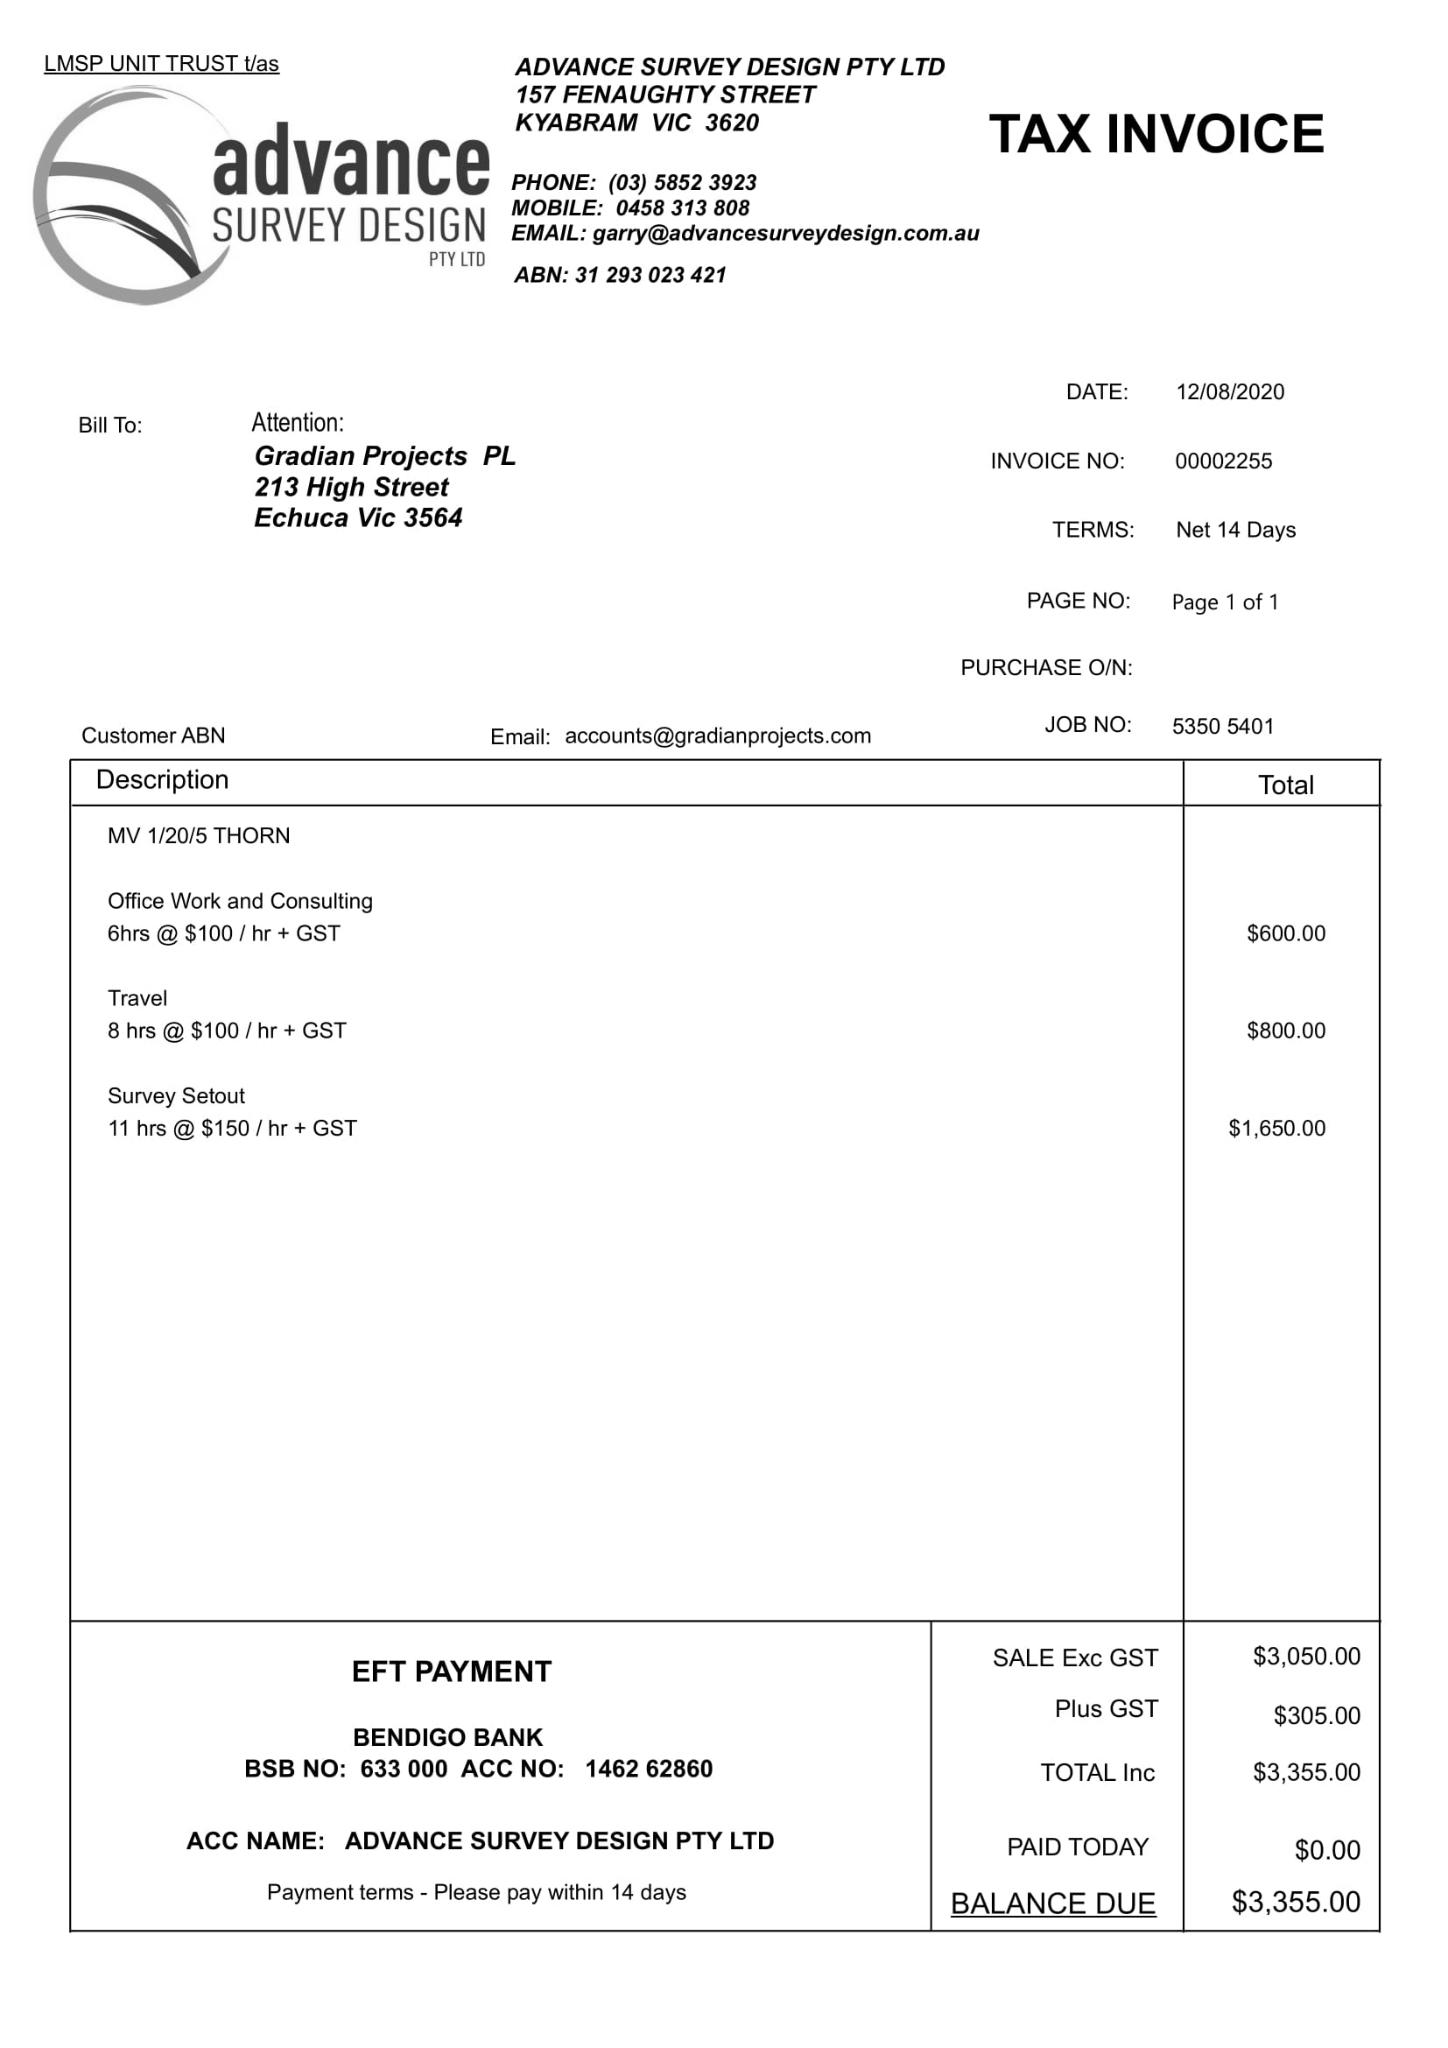 LMSP UNIT TRUST t/as
advance
SURVEY DESIGN
PTY LTD
ADVANCE SURVEY DESIGN PTY LTD
157 FENAUGHTY STREET
KYABRAM  VIC  3620
PHONE:  (03) 5852 3923
MOBILE:  0458 313 808
EMAIL: garry@advancesurveydesign.com.au
ABN: 31 293 023 421
TAX INVOICE
Bill To:
Attention:
Gradian Projects  PL
213 High Street
Echuca Vic 3564
DATE: 12/08/2020
INVOICE NO: 00002255
TERMS: Net 14 Days
PAGE NO: Page 1 of 1
PURCHASE O/N:
JOB NO: 5350 5401
Customer ABN
Email: accounts@gradianprojects.com
Description Total
MV 1/20/5 THORN
Office Work and Consulting
6hrs @ $100 / hr + GST $600.00
Travel
8 hrs @ $100 / hr + GST $800.00
Survey Setout
11 hrs @ $150 / hr + GST $1,650.00
EFT PAYMENT
BENDIGO BANK
BSB NO:  633 000  ACC NO:   1462 62860
ACC NAME:   ADVANCE SURVEY DESIGN PTY LTD
Payment terms - Please pay within 14 days
SALE Exc GST $3,050.00
Plus GST $305.00
TOTAL Inc $3,355.00
PAID TODAY $0.00
BALANCE DUE $3,355.00